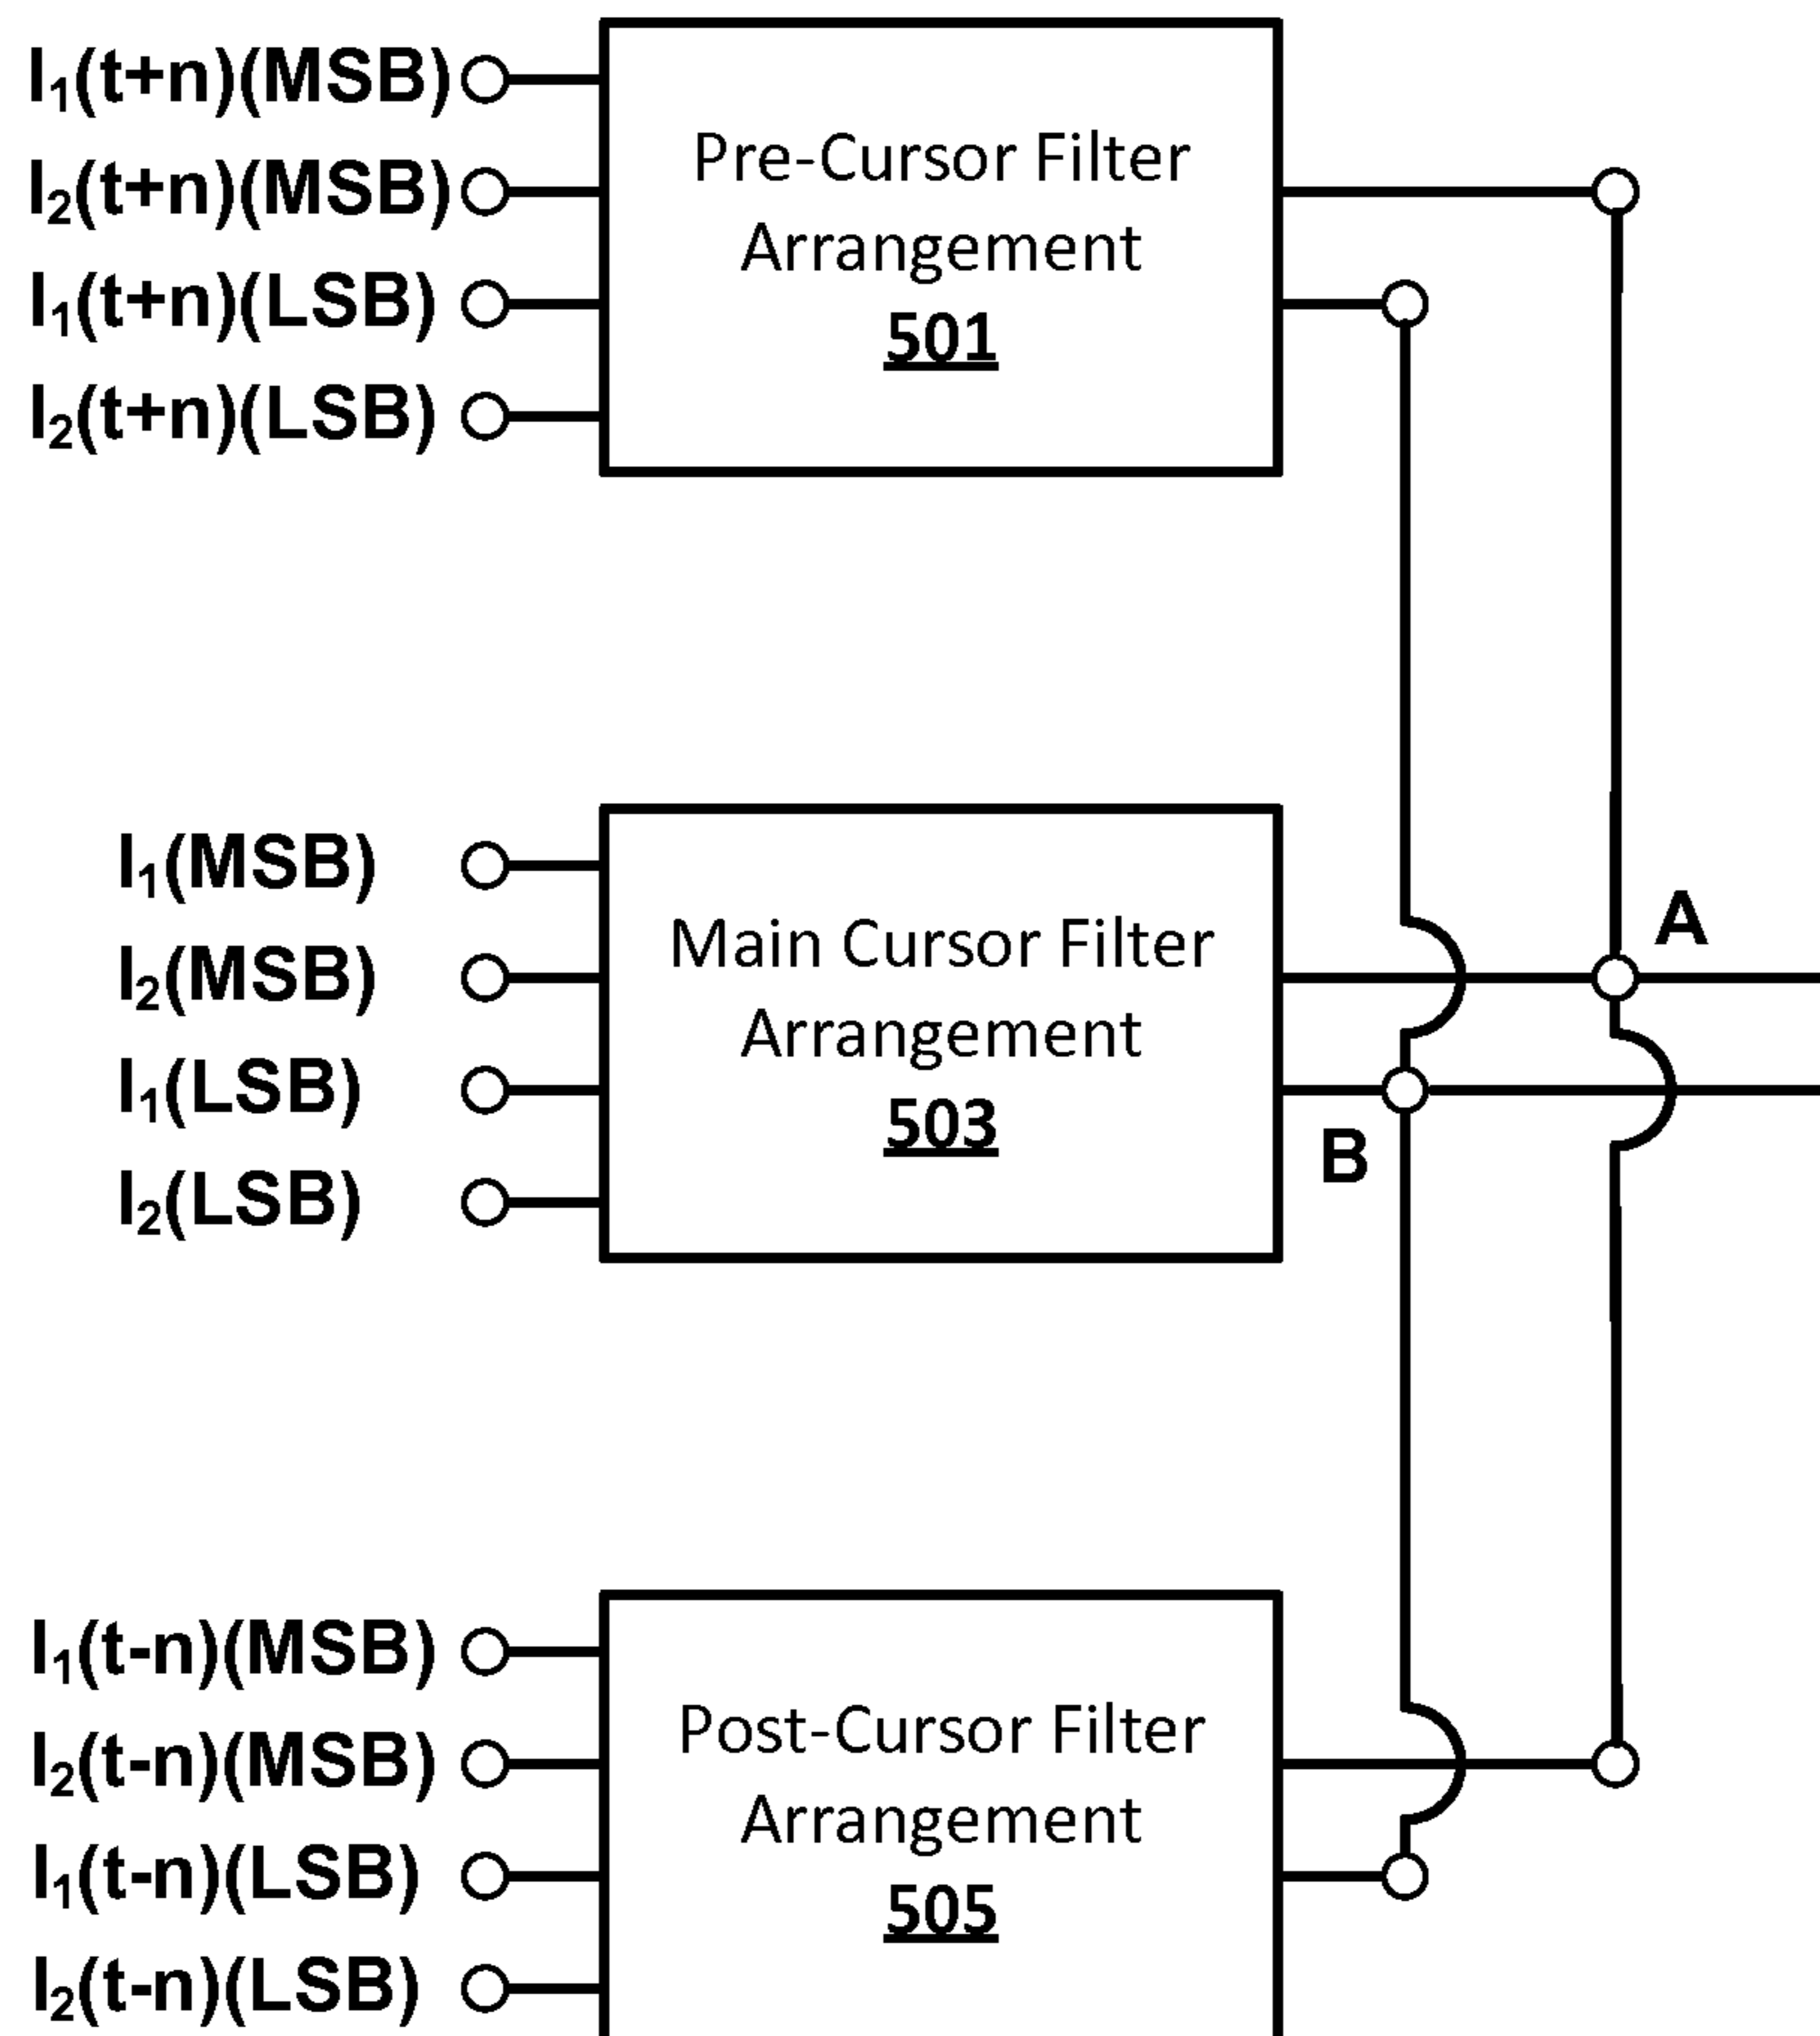 I₁(t+n)(MSB)
I₂(t+n)(MSB)
I₁(t+n)(LSB)
I₂(t+n)(LSB)
Pre-Cursor Filter
Arrangement
501
I₁(MSB)
I₂(MSB)
I₁(LSB)
I₂(LSB)
Main Cursor Filter
Arrangement
503
A
B
I₁(t-n)(MSB)
I₂(t-n)(MSB)
I₁(t-n)(LSB)
I₂(t-n)(LSB)
Post-Cursor Filter
Arrangement
505